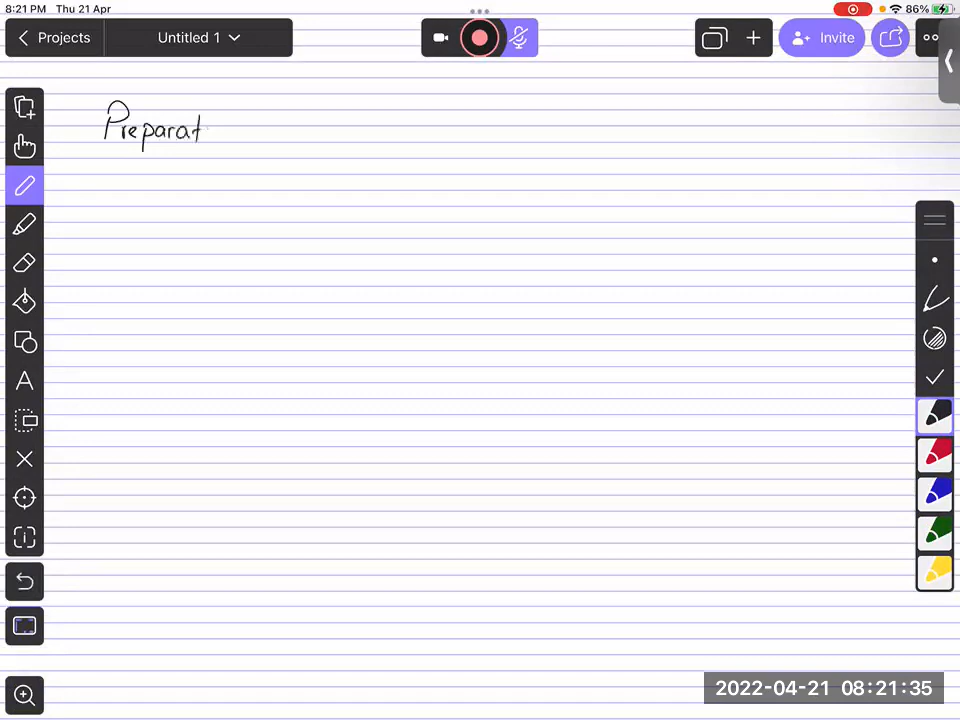 8:21 PM Thu 21 Apr 86%
Projects Untitled 1 Invite
Preparat
A
2022-04-21 08:21:35